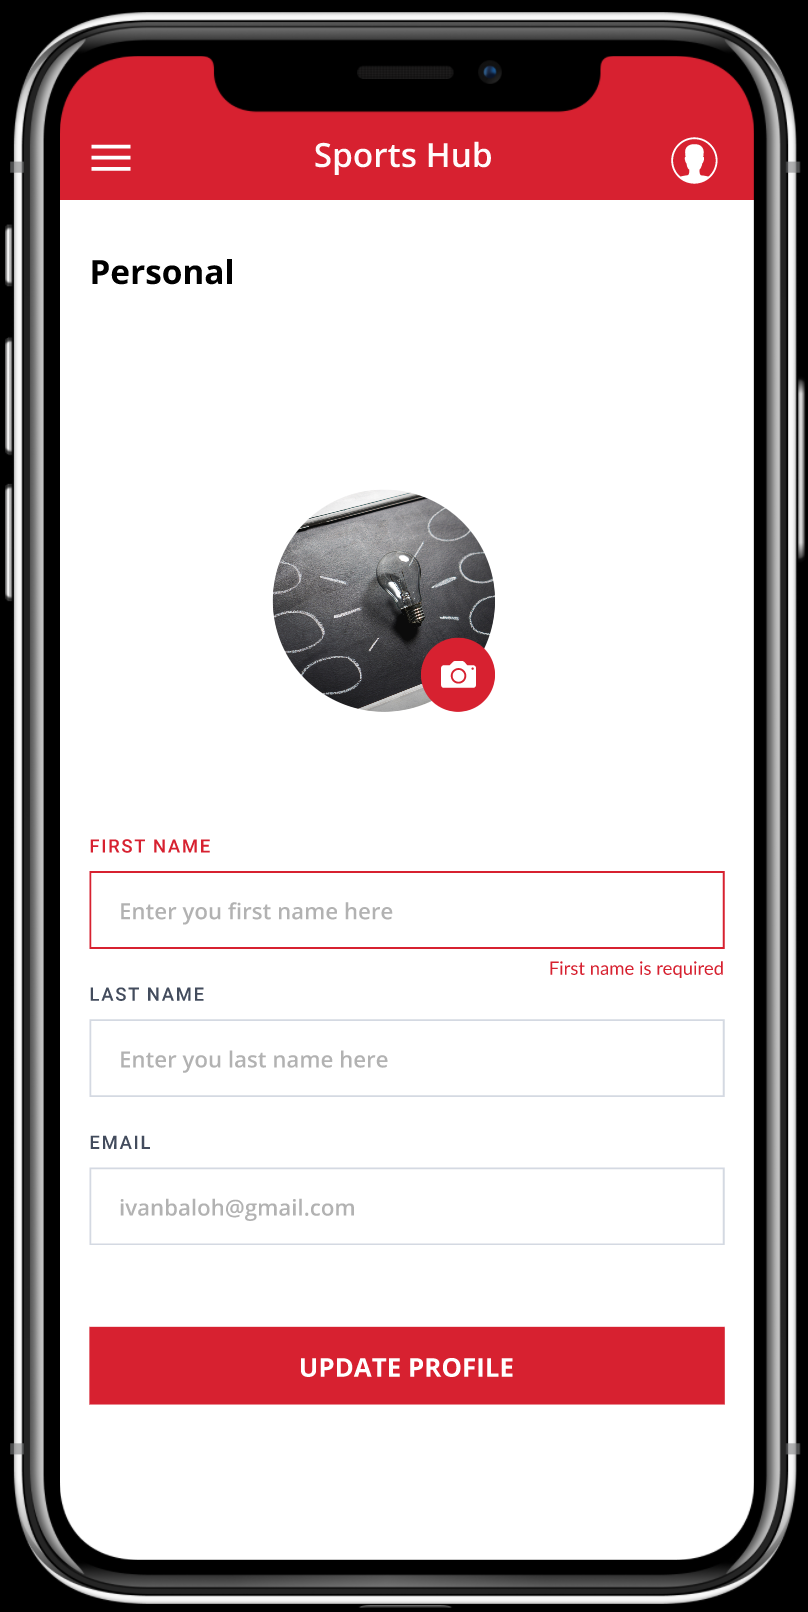 Sports Hub
Personal
FIRST NAME
Enter you first name here
First name is required
LAST NAME
Enter you last name here
EMAIL
ivanbaloh@gmail.com
UPDATE PROFILE